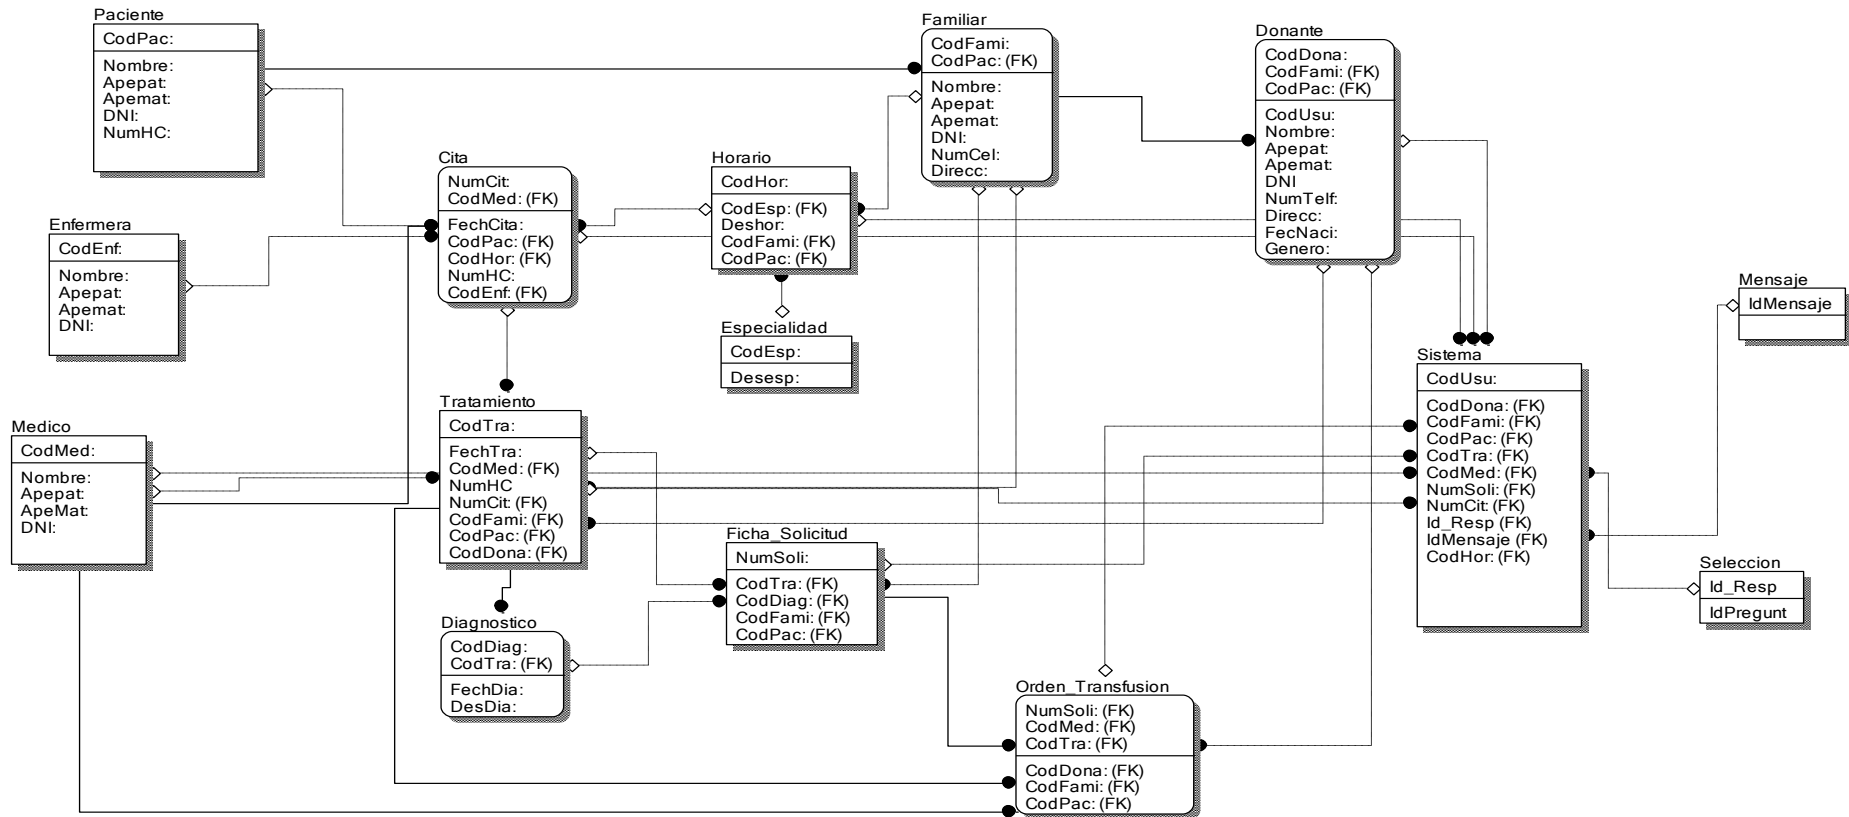 Paciente
CodPac:
Nombre:
Apepat:
Apemat:
DNI:
NumHC:
Familiar
CodFami:
CodPac: (FK)
Nombre:
Apepat:
Apemat:
DNI:
NumCel:
Direcc:
Donante
CodDona:
CodFami: (FK)
CodPac: (FK)
CodUsu:
Nombre:
Apepat:
Apemat:
DNI
NumTelf:
Direcc:
FecNaci:
Genero:
Cita
NumCit:
CodMed: (FK)
FechCita:
CodPac: (FK)
CodHor: (FK)
NumHC:
CodEnf: (FK)
Horario
CodHor:
CodEsp: (FK)
Deshor:
CodFami: (FK)
CodPac: (FK)
Enfermera
CodEnf:
Nombre:
Apepat:
Apemat:
DNI:
Especialidad
CodEsp:
Desesp:
Mensaje
IdMensaje
Sistema
CodUsu:
CodDona: (FK)
CodFami: (FK)
CodPac: (FK)
CodTra: (FK)
CodMed: (FK)
NumSoli: (FK)
NumCit: (FK)
Id_Resp (FK)
IdMensaje (FK)
CodHor: (FK)
Medico
CodMed:
Nombre:
Apepat:
ApeMat:
DNI:
Tratamiento
CodTra:
FechTra:
CodMed: (FK)
NumHC
NumCit: (FK)
CodFami: (FK)
CodPac: (FK)
CodDona: (FK)
Ficha_Solicitud
NumSoli:
CodTra: (FK)
CodDiag: (FK)
CodFami: (FK)
CodPac: (FK)
Seleccion
Id_Resp
IdPregunt
Diagnostico
CodDiag:
CodTra: (FK)
FechDia:
DesDia:
Orden_Transfusion
NumSoli: (FK)
CodMed: (FK)
CodTra: (FK)
CodDona: (FK)
CodFami: (FK)
CodPac: (FK)